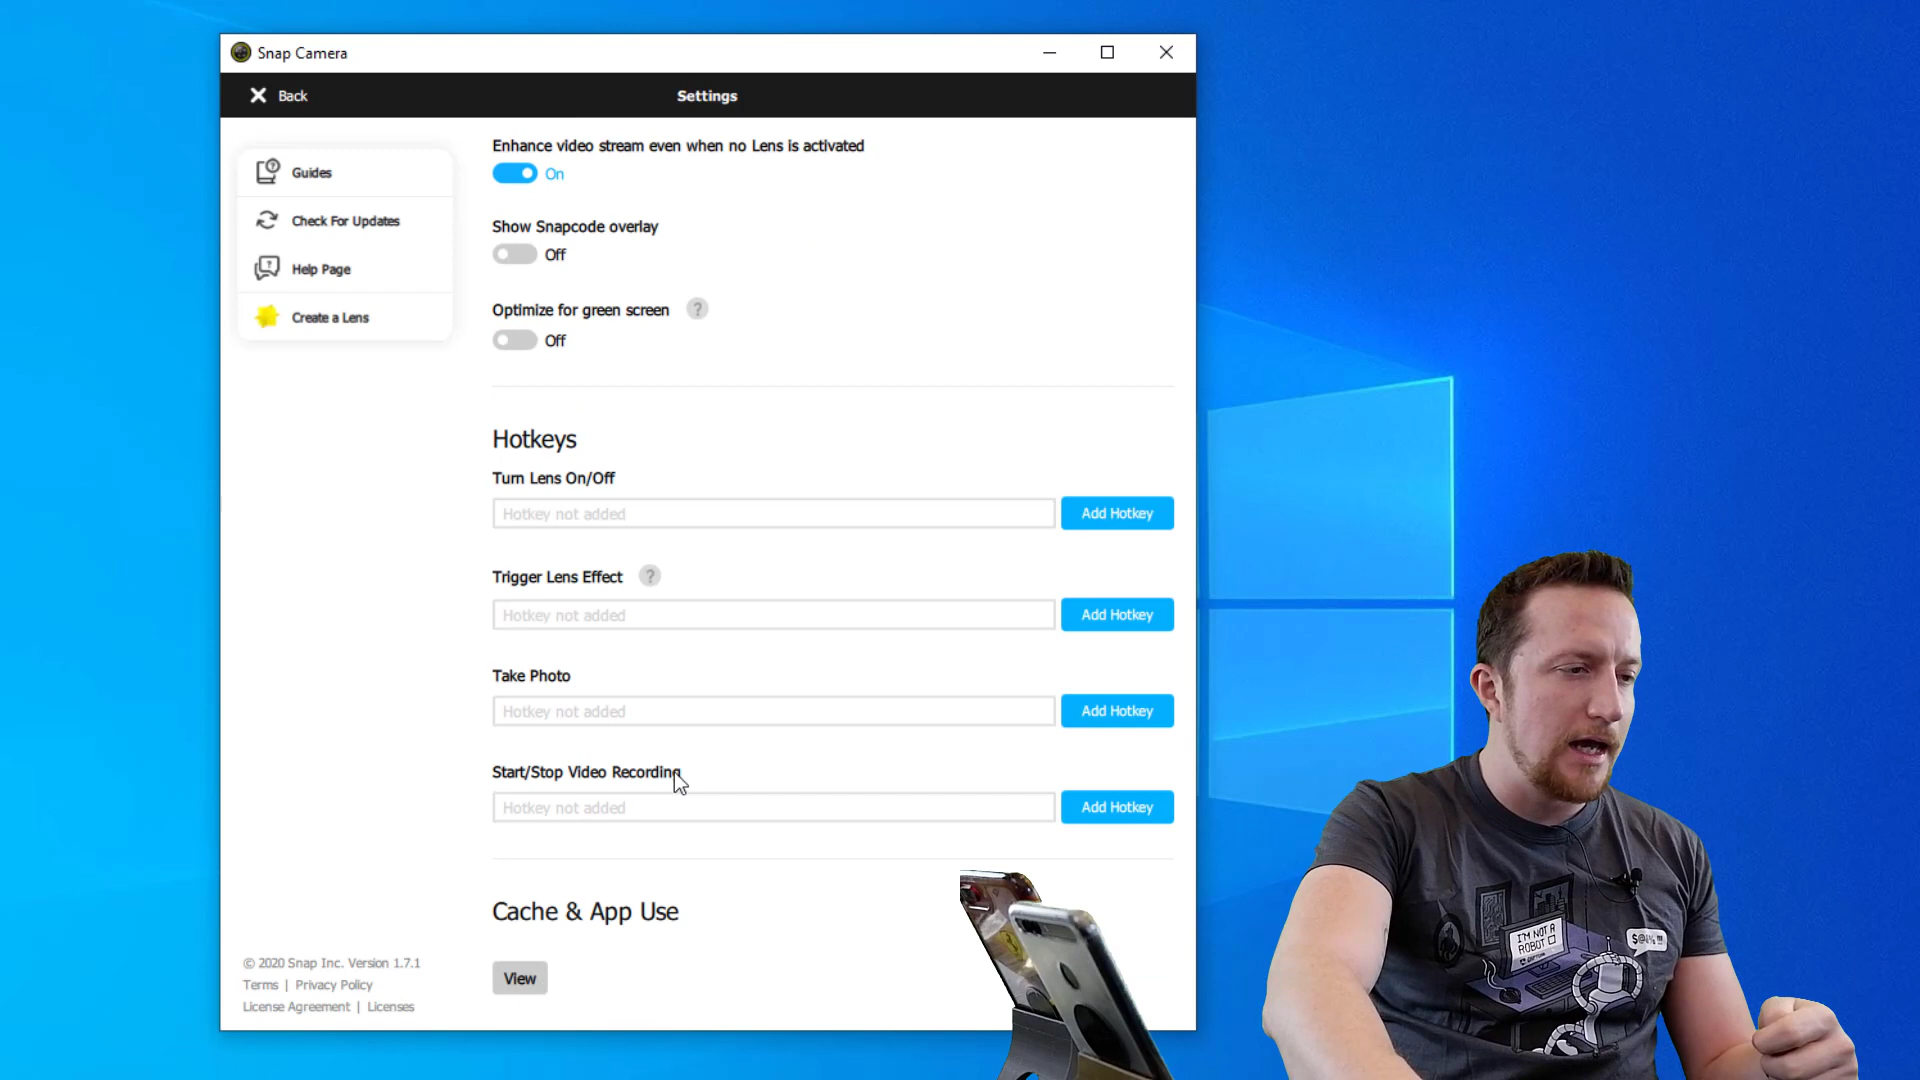 Snap Camera
Back
Settings
Guides
Check For Updates
Help Page
Create a Lens
Enhance video stream even when no Lens is activated
On
Show Snapcode overlay
Off
Optimize for green screen ?
Off
Hotkeys
Turn Lens On/Off
Hotkey not added
Add Hotkey
Trigger Lens Effect ?
Hotkey not added
Add Hotkey
Take Photo
Hotkey not added
Add Hotkey
Start/Stop Video Recording
Hotkey not added
Add Hotkey
Cache & App Use
View
© 2020 Snap Inc. Version 1.7.1
Terms | Privacy Policy
License Agreement | Licenses
I'M NOT A
ROBOT